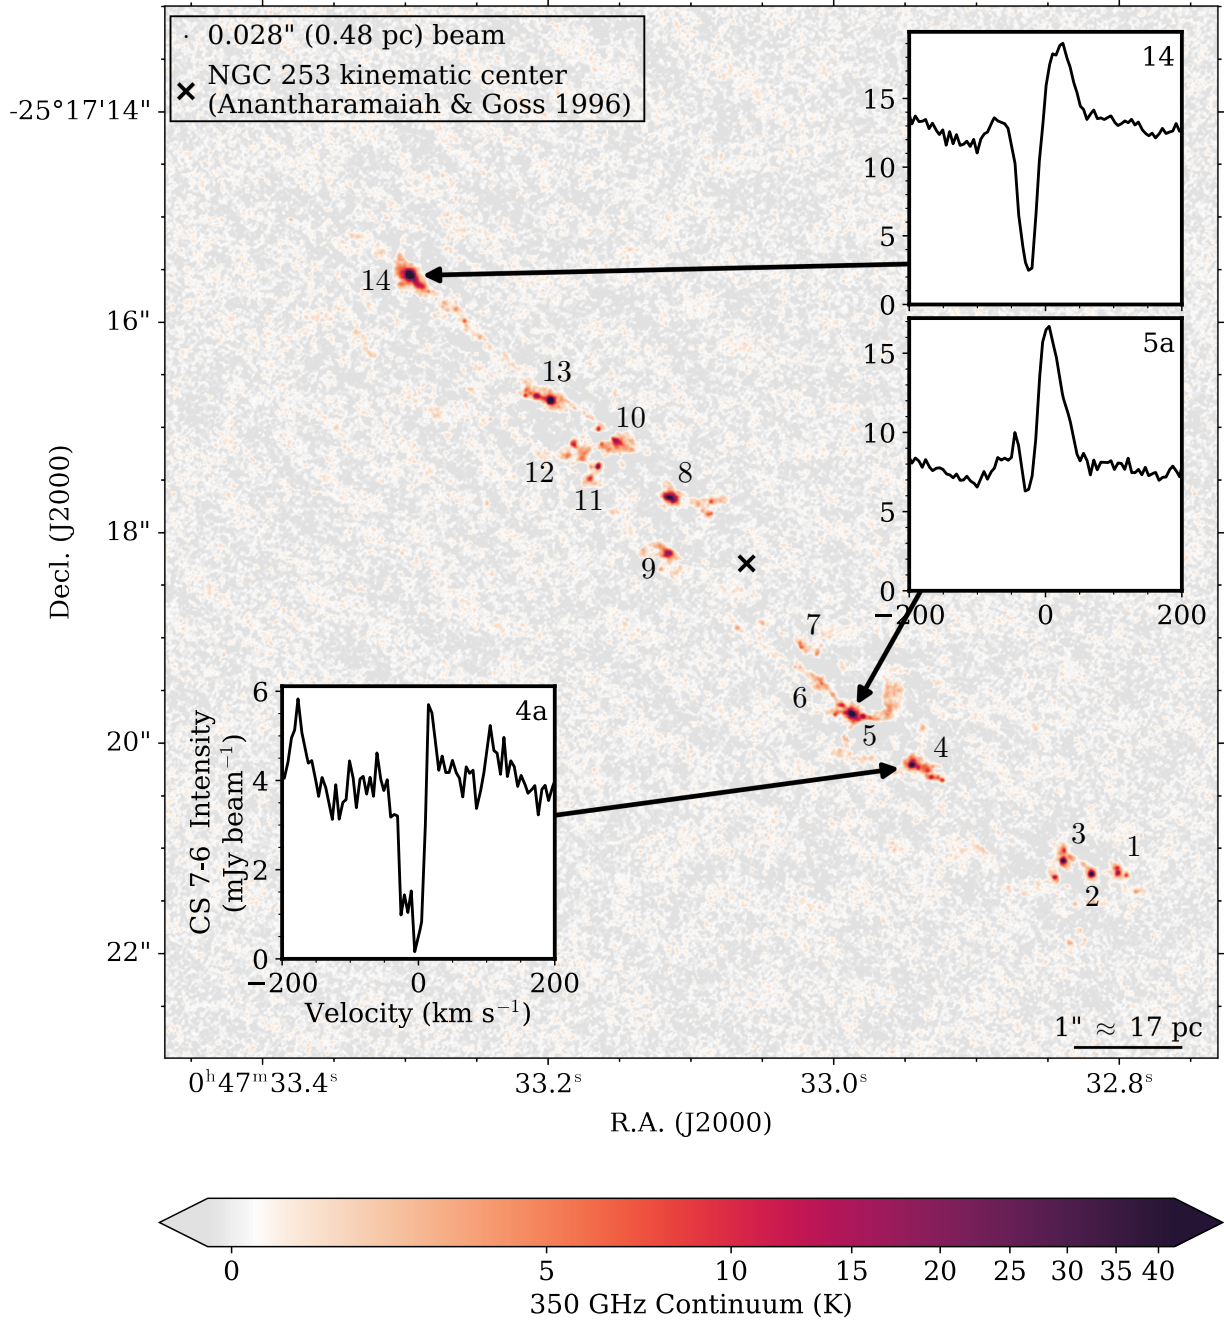 0.028" (0.48 pc) beam
NGC 253 kinematic center
(Anantharamaiah & Goss 1996)
-25°17'14"
16"
18"
20"
22"
Decl. (J2000)
14
15
10
5
0
5a
15
10
5
0
−200
0
200
14
13
10
12
11
8
9
7
6
5
4
3
1
2
4a
6
4
2
0
CS 7-6 Intensity
(mJy beam⁻¹)
−200
0
200
Velocity (km s⁻¹)
1" ≈ 17 pc
0ʰ47ᵐ33.4ˢ
33.2ˢ
33.0ˢ
32.8ˢ
R.A. (J2000)
0
5
10
15
20
25
30
35
40
350 GHz Continuum (K)